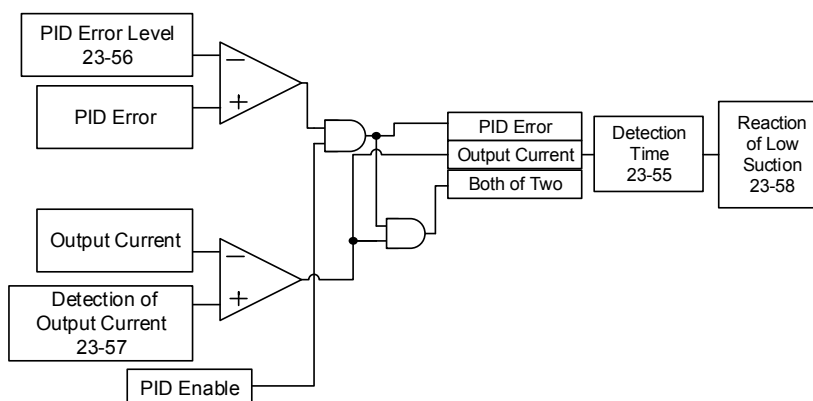 PID Error Level
23-56
−
+
PID Error
PID Error
Output Current
Both of Two
Detection
Time
23-55
Reaction
of Low
Suction
23-58
Output Current
−
+
Detection of
Output Current
23-57
PID Enable